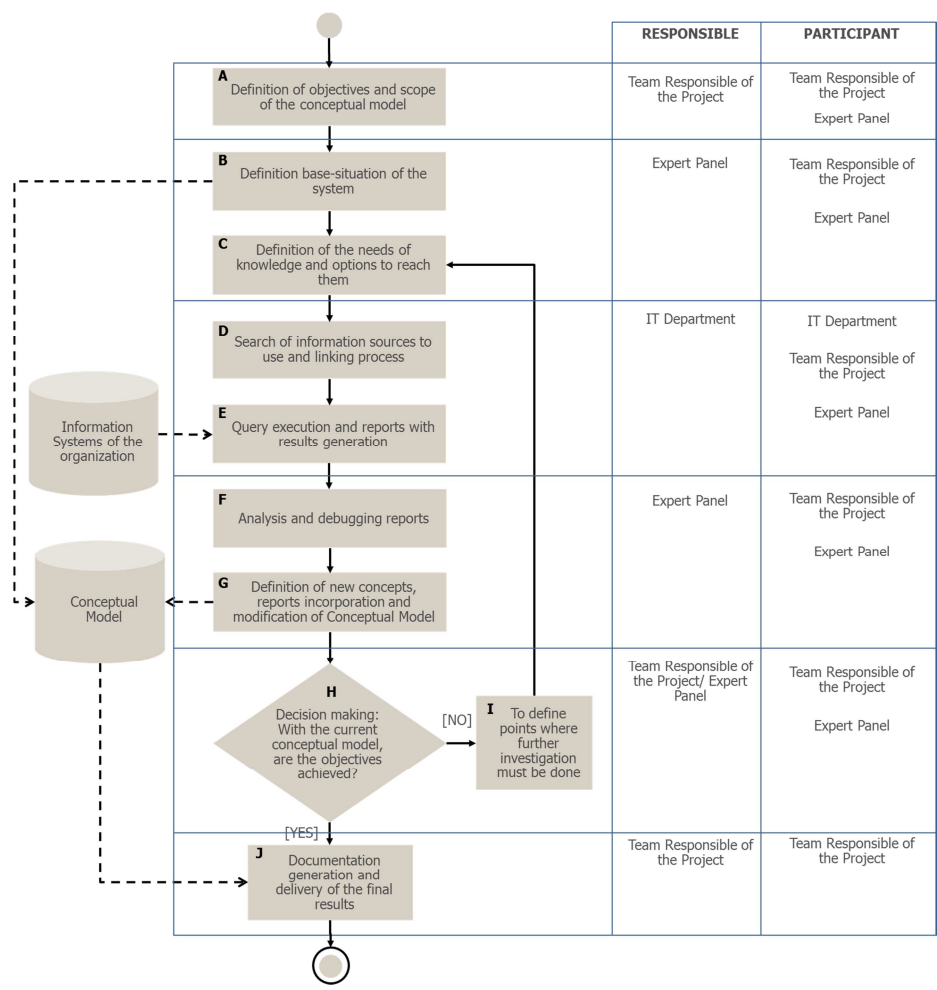 RESPONSIBLE
PARTICIPANT
A
Definition of objectives and scope
of the conceptual model
Team Responsible of
the Project
Team Responsible of
the Project
Expert Panel
B
Definition base-situation of the
system
Expert Panel
Team Responsible of
the Project
Expert Panel
C
Definition of the needs of
knowledge and options to reach
them
D
Search of information sources to
use and linking process
IT Department
IT Department
Team Responsible of
the Project
Expert Panel
Information
Systems of the
organization
E
Query execution and reports with
results generation
F
Analysis and debugging reports
Expert Panel
Team Responsible of
the Project
Expert Panel
G
Definition of new concepts,
reports incorporation and
modification of Conceptual Model
Conceptual
Model
H
Decision making:
With the current
conceptual model,
are the objectives
achieved?
[NO]
I
To define
points where
further
investigation
must be done
Team Responsible of
the Project/ Expert
Panel
Team Responsible of
the Project
Expert Panel
[YES]
J
Documentation
generation and
delivery of the final
results
Team Responsible of
the Project
Team Responsible of
the Project